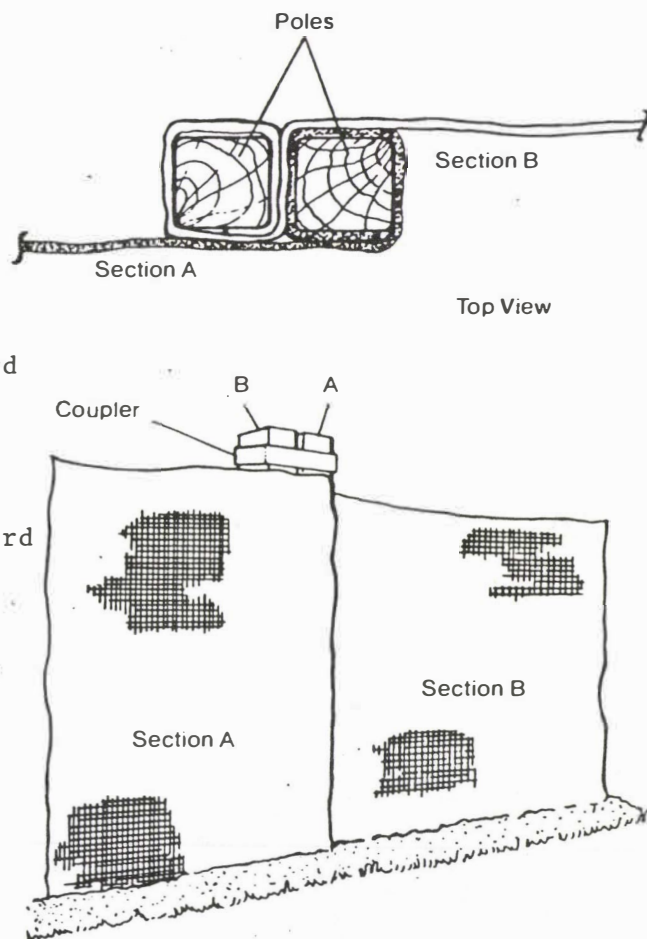 Poles
Section B
Section A
Top View
d
B A
Coupler
rd
Section B
Section A